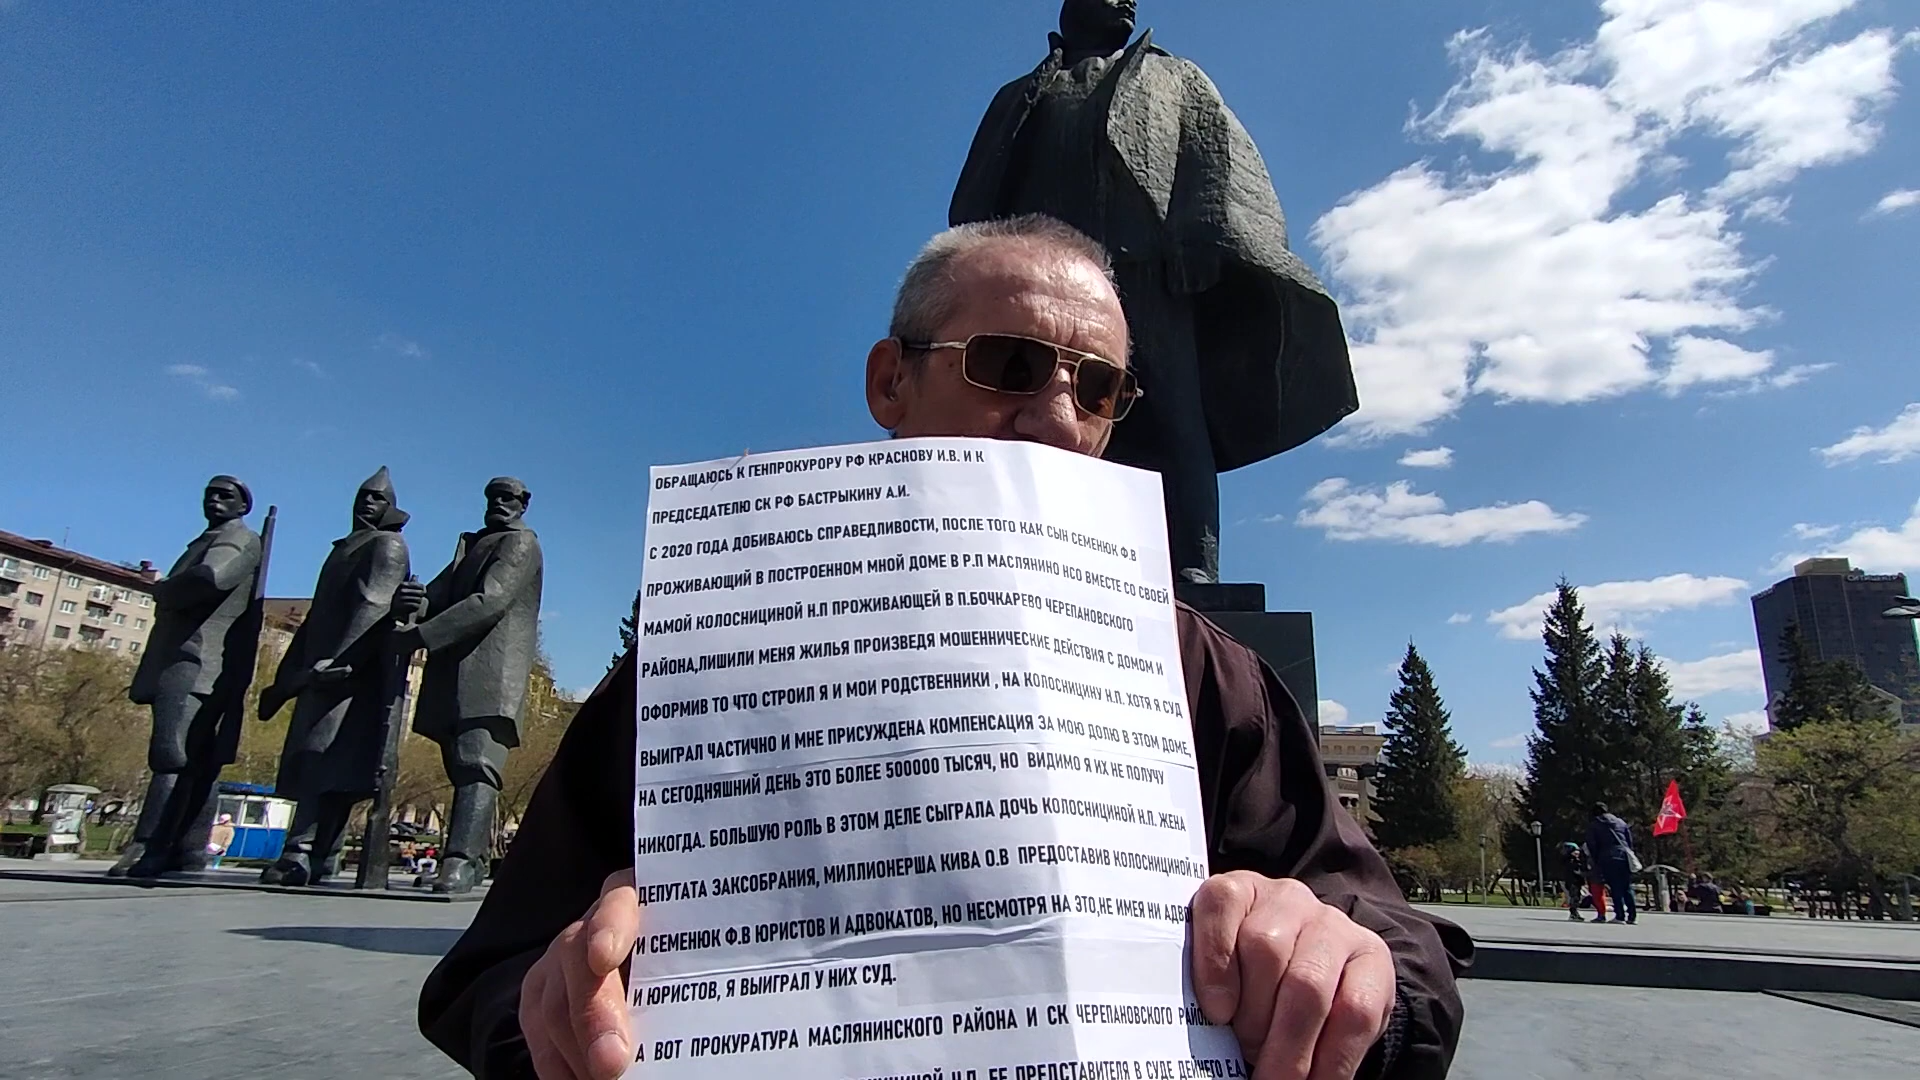 ОБРАЩАЮСЬ К ГЕНПРОКУРОРУ РФ КРАСНОВУ И.В. И К
ПРЕДСЕДАТЕЛЮ СК РФ БАСТРЫКИНУ А.И.
С 2020 ГОДА ДОБИВАЮСЬ СПРАВЕДЛИВОСТИ, ПОСЛЕ ТОГО КАК СЫН СЕМЕНЮК Ф.В
ПРОЖИВАЮЩИЙ В ПОСТРОЕННОМ МНОЙ ДОМЕ В Р.П МАСЛЯНИНО НСО ВМЕСТЕ СО СВОЕЙ
МАМОЙ КОЛОСНИЦИНОЙ Н.П ПРОЖИВАЮЩЕЙ В П.БОЧКАРЕВО ЧЕРЕПАНОВСКОГО
РАЙОНА,ЛИШИЛИ МЕНЯ ЖИЛЬЯ ПРОИЗВЕДЯ МОШЕННИЧЕСКИЕ ДЕЙСТВИЯ С ДОМОМ И
ОФОРМИВ ТО ЧТО СТРОИЛ Я И МОИ РОДСТВЕННИКИ , НА КОЛОСНИЦИНУ Н.П. ХОТЯ Я СУД
ВЫИГРАЛ ЧАСТИЧНО И МНЕ ПРИСУЖДЕНА КОМПЕНСАЦИЯ ЗА МОЮ ДОЛЮ В ЭТОМ ДОМЕ,
НА СЕГОДНЯШНИЙ ДЕНЬ ЭТО БОЛЕЕ 500000 ТЫСЯЧ, НО ВИДИМО Я ИХ НЕ ПОЛУЧУ
НИКОГДА. БОЛЬШУЮ РОЛЬ В ЭТОМ ДЕЛЕ СЫГРАЛА ДОЧЬ КОЛОСНИЦИНОЙ Н.П. ЖЕНА
ДЕПУТАТА ЗАКСОБРАНИЯ, МИЛЛИОНЕРША КИВА О.В ПРЕДОСТАВИВ КОЛОСНИЦИНОЙ Н.П
И СЕМЕНЮК Ф.В ЮРИСТОВ И АДВОКАТОВ, НО НЕСМОТРЯ НА ЭТО,НЕ ИМЕЯ НИ АДВО
И ЮРИСТОВ, Я ВЫИГРАЛ У НИХ СУД.
А ВОТ ПРОКУРАТУРА МАСЛЯНИНСКОГО РАЙОНА И СК ЧЕРЕПАНОВСКОГО РАЙОНА
Н.П. ЕЕ ПРЕДСТАВИТЕЛЯ В СУДЕ ДЕЙНЕГО Е.А,